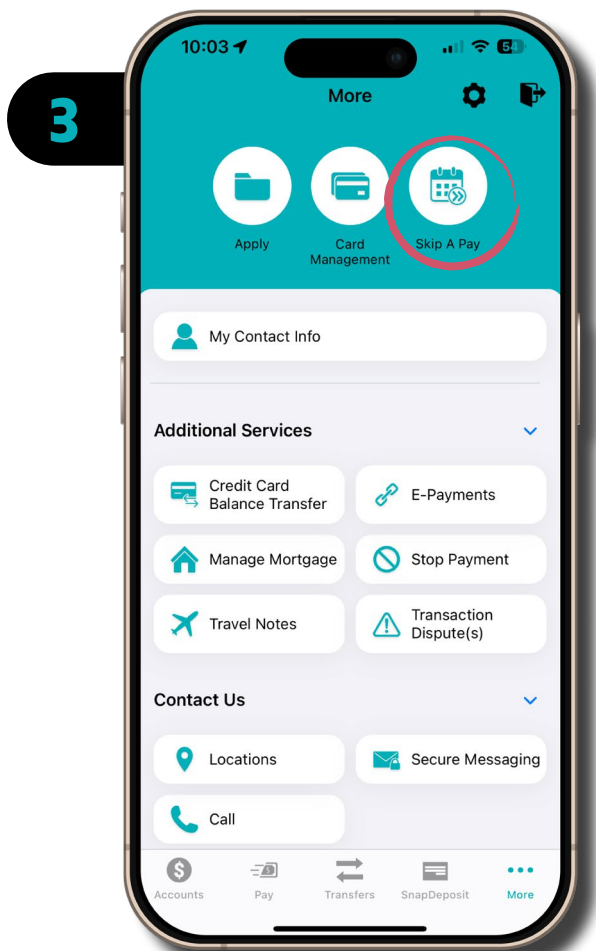 3
10:03
54
More
Apply
Card
Management
Skip A Pay
My Contact Info
Additional Services
Credit Card
Balance Transfer
E-Payments
Manage Mortgage
Stop Payment
Travel Notes
Transaction
Dispute(s)
Contact Us
Locations
Secure Messaging
Call
Accounts
Pay
Transfers
SnapDeposit
More